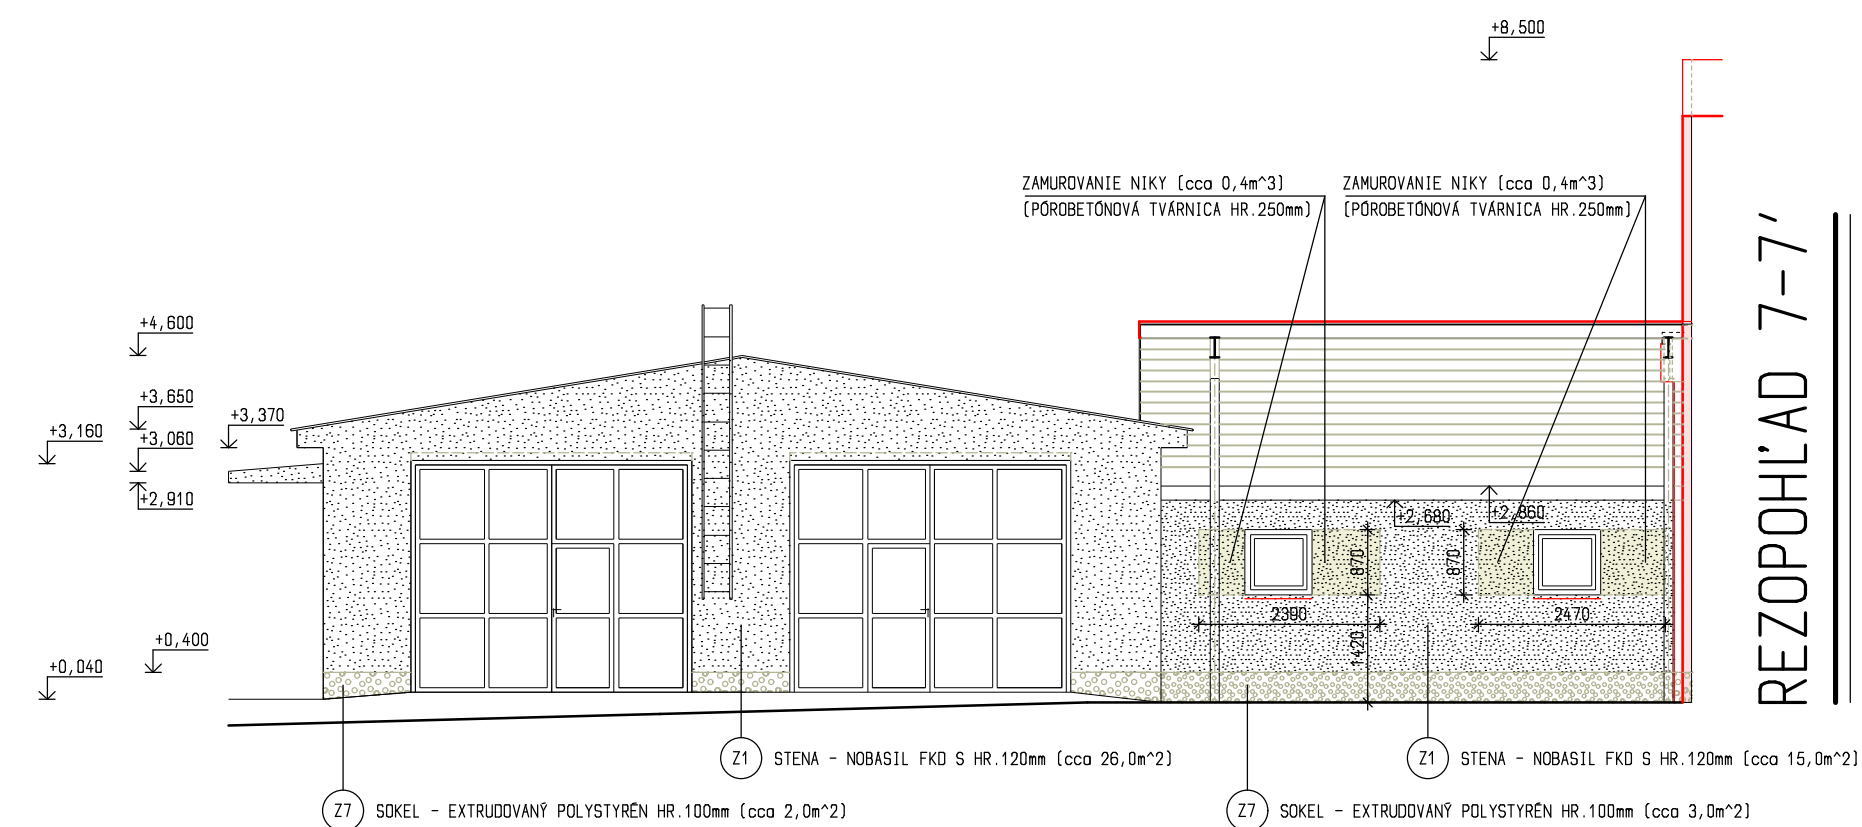 +8,500
ZAMUROVANIE NIKY (cca 0,4m^3)
(PÓROBETÓNOVÁ TVÁRNICA HR.250mm)
ZAMUROVANIE NIKY (cca 0,4m^3)
(PÓROBETÓNOVÁ TVÁRNICA HR.250mm)
REZOPOHĽAD 7-7'
+4,600
+3,650
+3,370
+3,160
+3,060
+2,910
+2,680
+2,860
870
870
2390
2470
1420
+0,400
+0,040
Z1 STENA - NOBASIL FKD S HR.120mm (cca 26,0m^2)
Z1 STENA - NOBASIL FKD S HR.120mm (cca 15,0m^2)
Z7 SOKEL - EXTRUDOVANÝ POLYSTYRÉN HR.100mm (cca 2,0m^2)
Z7 SOKEL - EXTRUDOVANÝ POLYSTYRÉN HR.100mm (cca 3,0m^2)